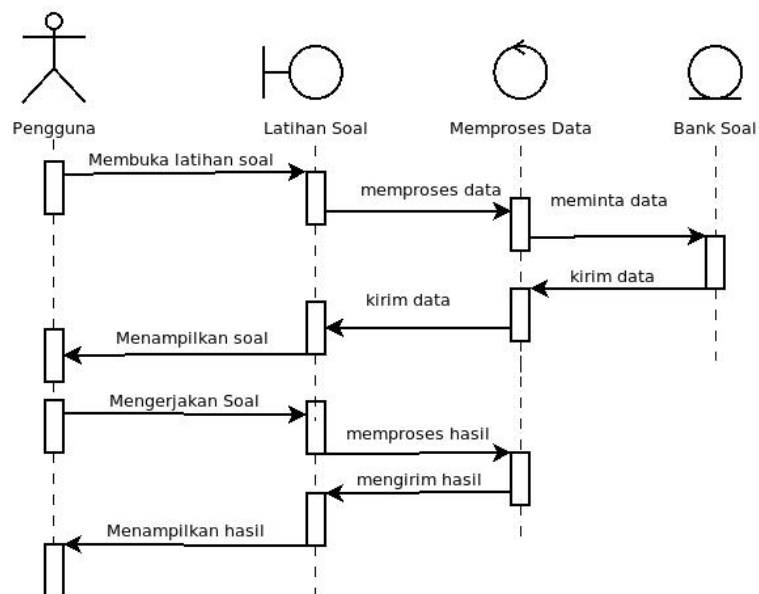 Pengguna
Latihan Soal
Memproses Data
Bank Soal
Membuka latihan soal
memproses data
meminta data
kirim data
kirim data
Menampilkan soal
Mengerjakan Soal
memproses hasil
mengirim hasil
Menampilkan hasil